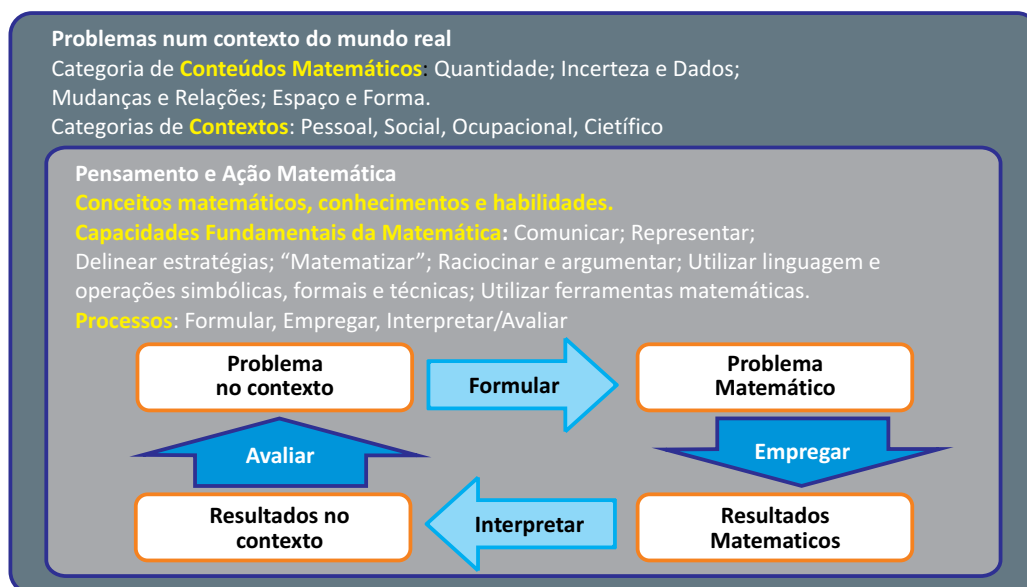 Problemas num contexto do mundo real
Categoria de Conteúdos Matemáticos: Quantidade; Incerteza e Dados;
Mudanças e Relações; Espaço e Forma.
Categorias de Contextos: Pessoal, Social, Ocupacional, Cietífico
Pensamento e Ação Matemática
Conceitos matemáticos, conhecimentos e habilidades.
Capacidades Fundamentais da Matemática: Comunicar; Representar;
Delinear estratégias; “Matematizar”; Raciocinar e argumentar; Utilizar linguagem e
operações simbólicas, formais e técnicas; Utilizar ferramentas matemáticas.
Processos: Formular, Empregar, Interpretar/Avaliar
Problema
no contexto
Formular
Problema
Matemático
Avaliar
Empregar
Resultados no
contexto
Interpretar
Resultados
Matematicos